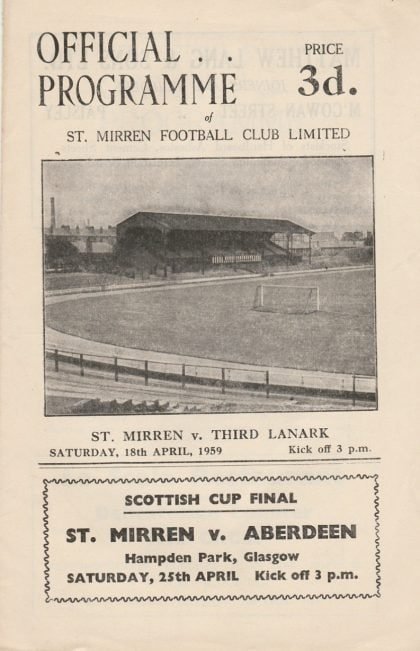 OFFICIAL . .
PROGRAMME
PRICE
3d.
of
ST. MIRREN FOOTBALL CLUB LIMITED
ST. MIRREN v. THIRD LANARK
SATURDAY, 18th APRIL, 1959 Kick off 3 p.m.
SCOTTISH CUP FINAL
ST. MIRREN v. ABERDEEN
Hampden Park, Glasgow
SATURDAY, 25th APRIL Kick off 3 p.m.